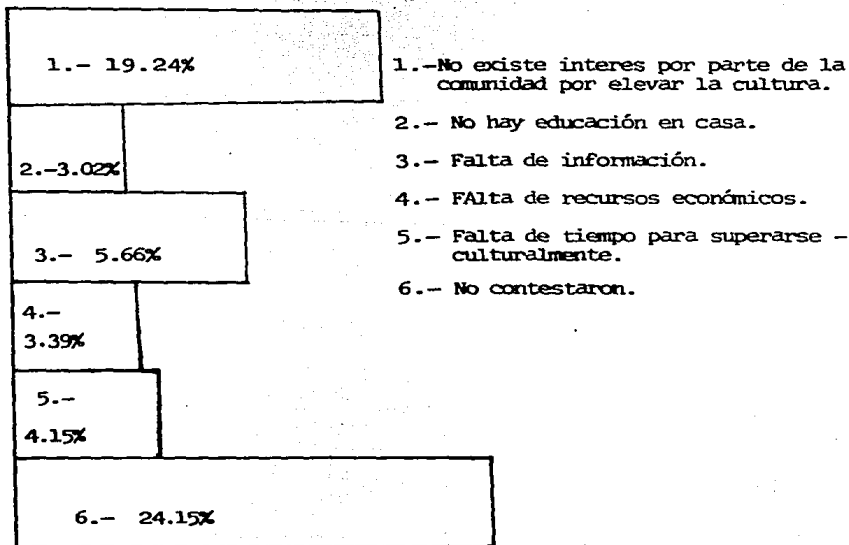 1.- 19.24%
2.-3.02%
3.- 5.66%
4.-
3.39%
5.-
4.15%
6.- 24.15%
1.-No existe interes por parte de la
comunidad por elevar la cultura.
2.- No hay educación en casa.
3.- Falta de información.
4.- FAlta de recursos económicos.
5.- Falta de tiempo para superarse -
culturalmente.
6.- No contestaron.